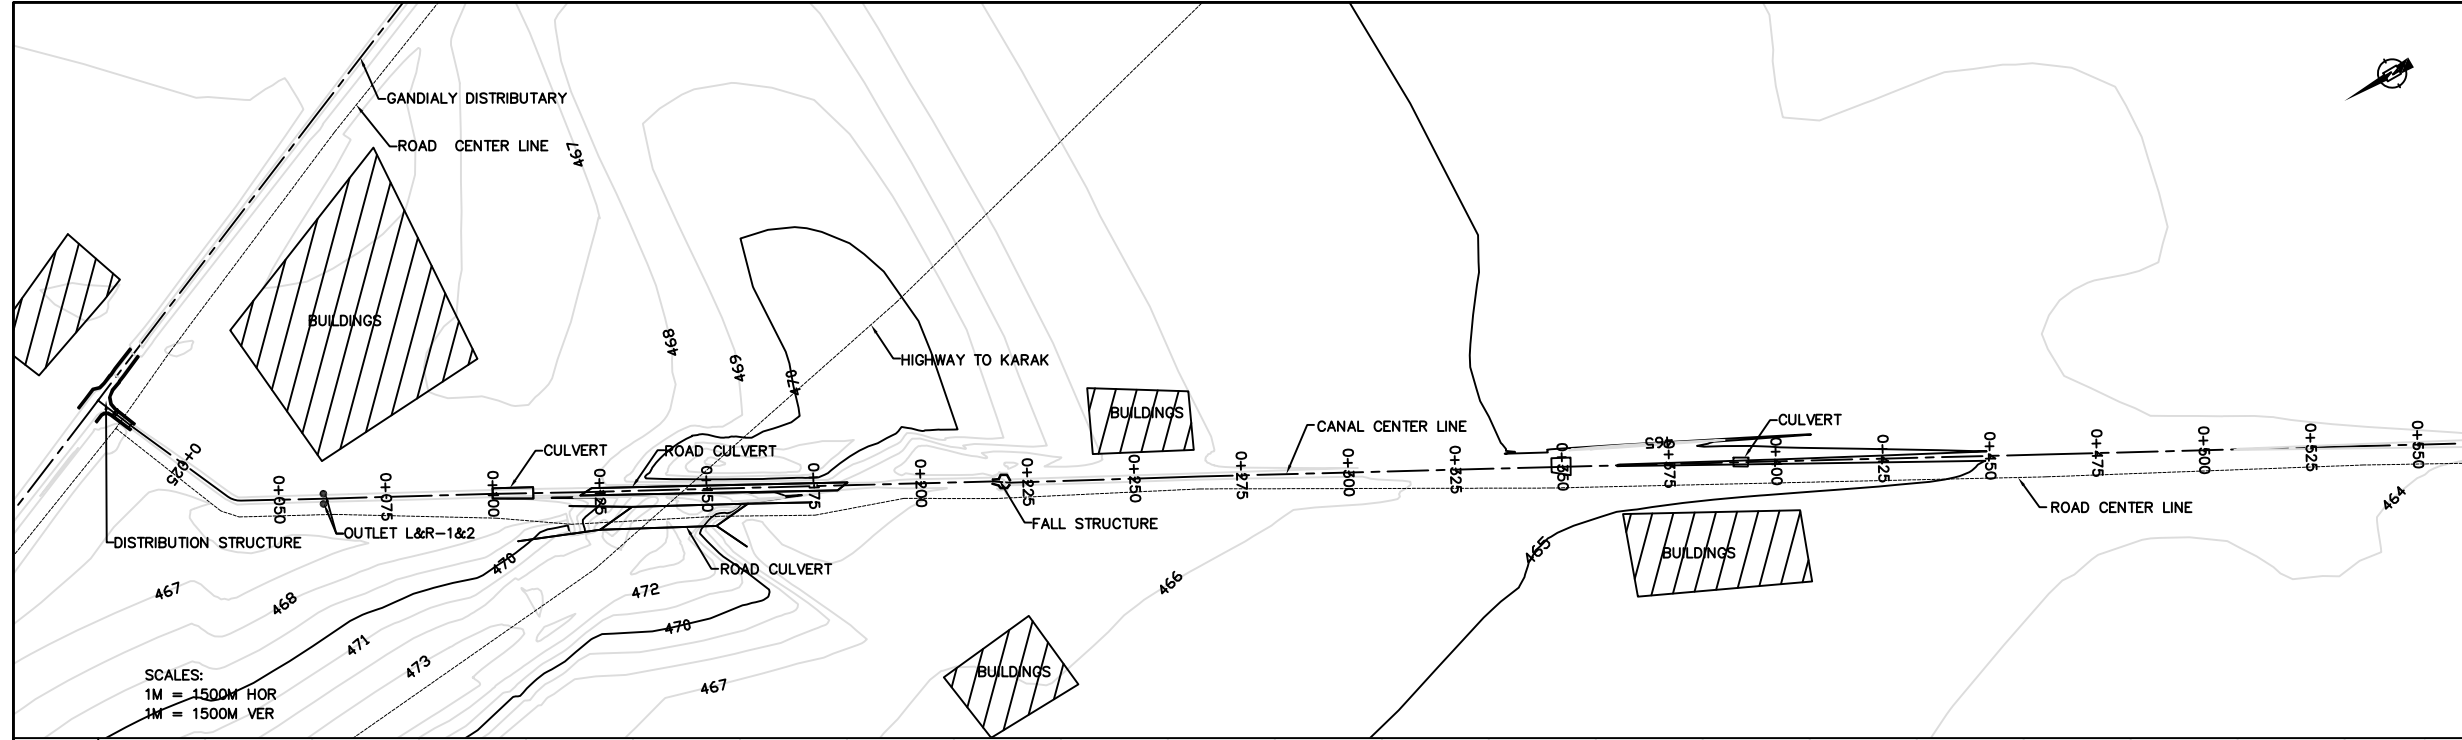 GANDIALY DISTRIBUTARY
ROAD CENTER LINE
467
BUILDINGS
468
469
470
HIGHWAY TO KARAK
BUILDINGS
CANAL CENTER LINE
CULVERT
CULVERT
ROAD CULVERT
465
0+025
0+050
0+075
0+100
0+125
0+150
0+175
0+200
0+225
0+250
0+275
0+300
0+325
0+350
0+375
0+400
0+425
0+450
0+475
0+500
0+525
0+550
464
ROAD CENTER LINE
FALL STRUCTURE
OUTLET L&R-1&2
DISTRIBUTION STRUCTURE
465
BUILDINGS
470
ROAD CULVERT
466
467
468
472
470
471
473
BUILDINGS
467
SCALES:
1M = 1500M HOR
1M = 1500M VER